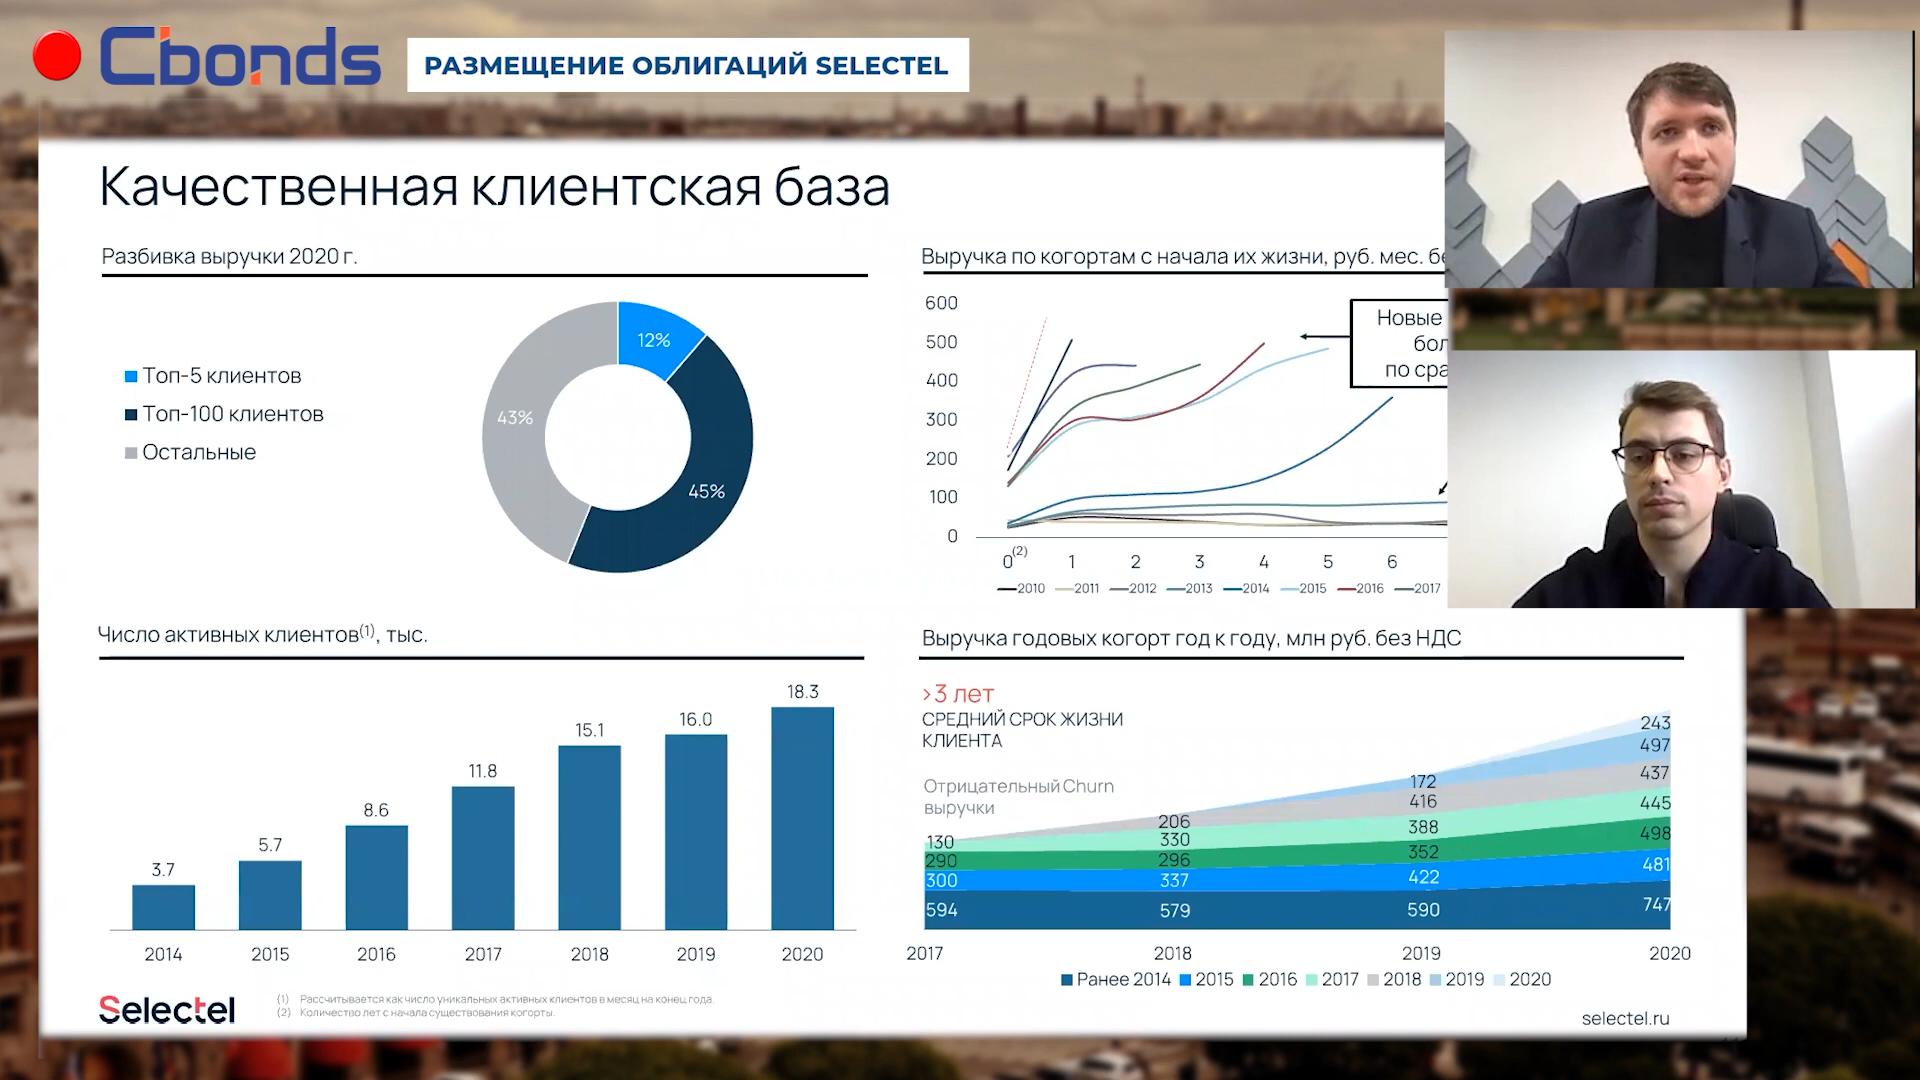 Cbonds
РАЗМЕЩЕНИЕ ОБЛИГАЦИЙ SELECTEL
Качественная клиентская база
Разбивка выручки 2020 г.
Топ-5 клиентов
Топ-100 клиентов
Остальные
12%
43%
45%
Выручка по когортам с начала их жизни, руб. мес.
600
500
400
300
200
100
0
Новые
по
0(2) 1 2 3 4 5 6
2010 2011 2012 2013 2014 2015 2016 2017
Число активных клиентов(1), тыс.
3.7 5.7 8.6 11.8 15.1 16.0 18.3
2014 2015 2016 2017 2018 2019 2020
Выручка годовых когорт год к году, млн руб. без НДС
>3 лет
СРЕДНИЙ СРОК ЖИЗНИ
КЛИЕНТА
Отрицательный Churn
выручки
130
290
300
594
206
330
296
337
579
172
416
388
352
422
590
243
497
437
445
498
481
747
2017 2018 2019 2020
Ранее 2014 2015 2016 2017 2018 2019 2020
Selectel
(1) Рассчитывается как число уникальных активных клиентов в месяц на конец года.
(2) Количество лет с начала существования когорты.
selectel.ru